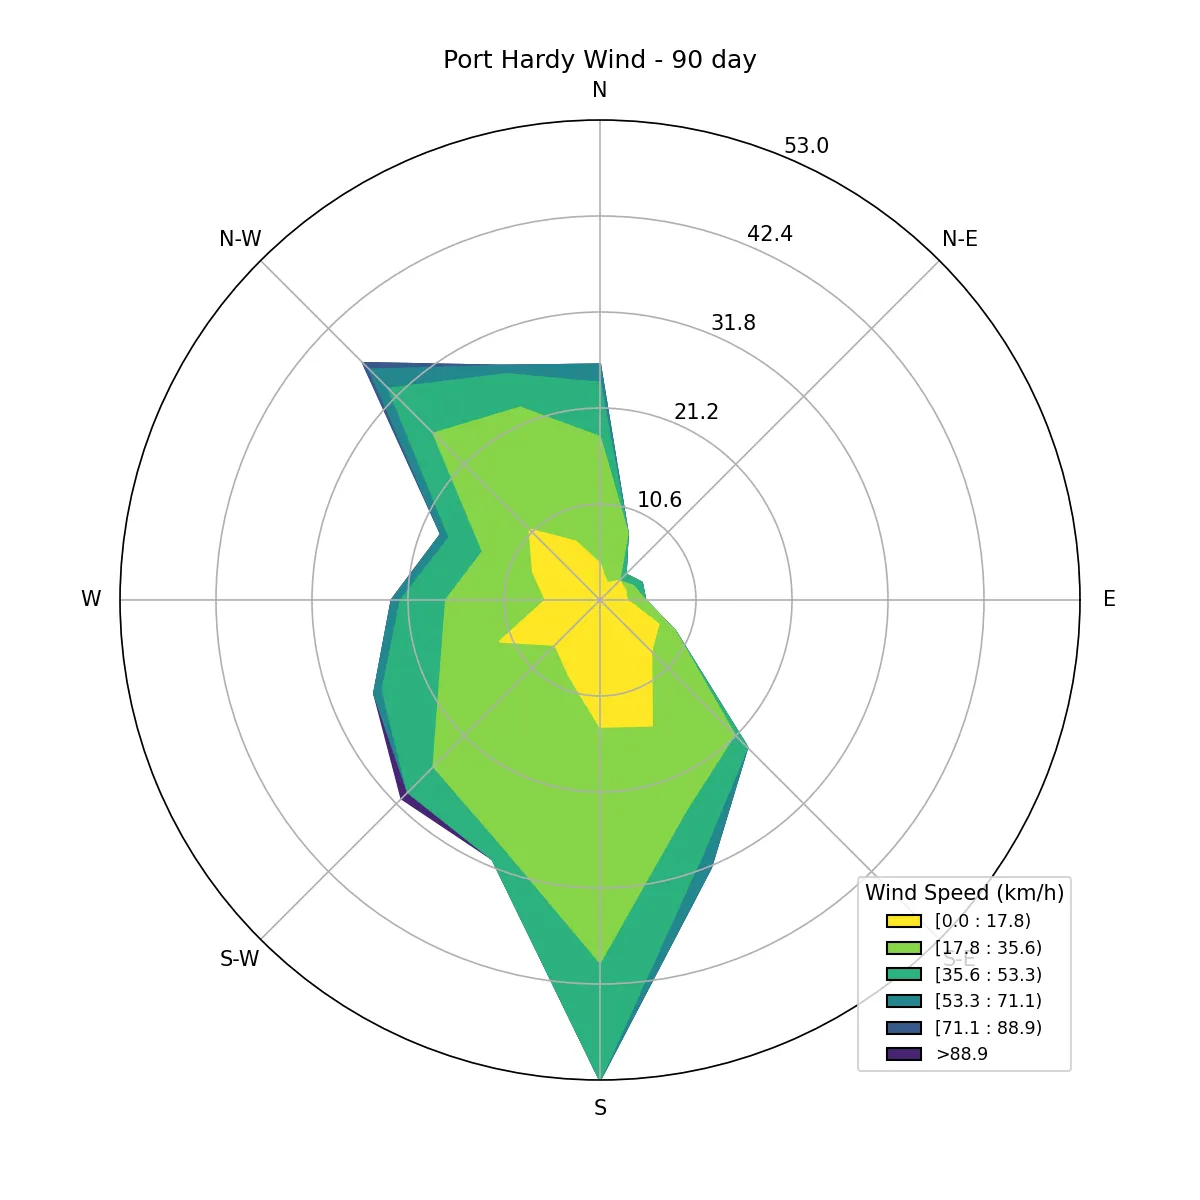 Port Hardy Wind - 90 day
N
53.0
42.4
N-W
N-E
31.8
21.2
10.6
W
E
Wind Speed (km/h)
[0.0 : 17.8)
[17.8 : 35.6)
S-W
S-E
[35.6 : 53.3)
[53.3 : 71.1)
[71.1 : 88.9)
>88.9
S